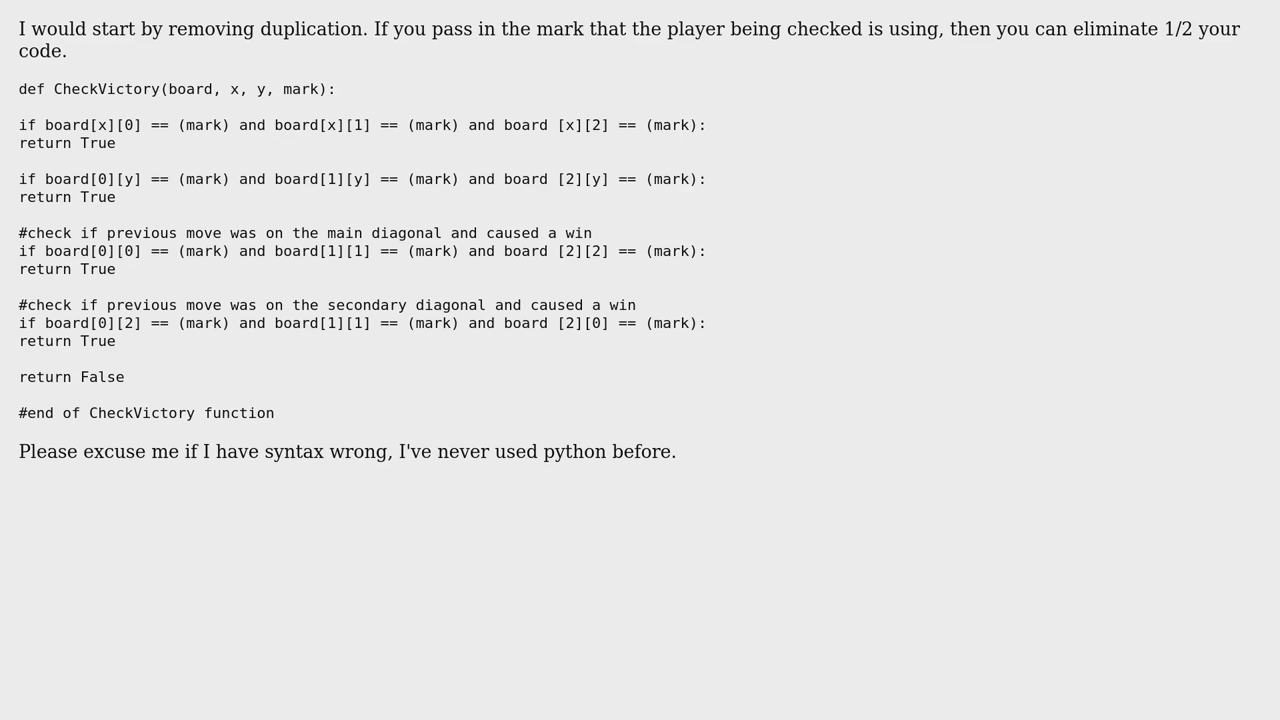 I would start by removing duplication. If you pass in the mark that the player being checked is using, then you can eliminate 1/2 your
code.
def CheckVictory(board, x, y, mark):
if board[x][0] == (mark) and board[x][1] == (mark) and board [x][2] == (mark):
return True
if board[0][y] == (mark) and board[1][y] == (mark) and board [2][y] == (mark):
return True
#check if previous move was on the main diagonal and caused a win
if board[0][0] == (mark) and board[1][1] == (mark) and board [2][2] == (mark):
return True
#check if previous move was on the secondary diagonal and caused a win
if board[0][2] == (mark) and board[1][1] == (mark) and board [2][0] == (mark):
return True
return False
#end of CheckVictory function
Please excuse me if I have syntax wrong, I've never used python before.